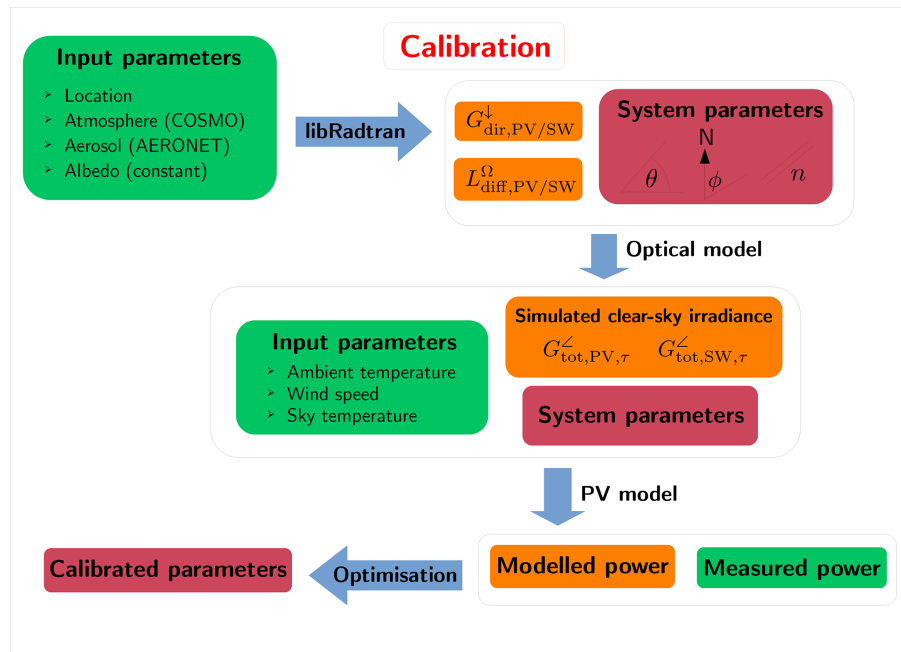 Calibration
Input parameters
➢ Location
➢ Atmosphere (COSMO)
➢ Aerosol (AERONET)
➢ Albedo (constant)
libRadtran
G↓dir,PV/SW
LΩdiff,PV/SW
System parameters
N
θ ϕ n
Optical model
Input parameters
➢ Ambient temperature
➢ Wind speed
➢ Sky temperature
Simulated clear-sky irradiance
G∠tot,PV,τ G∠tot,SW,τ
System parameters
PV model
Modelled power
Measured power
Optimisation
Calibrated parameters